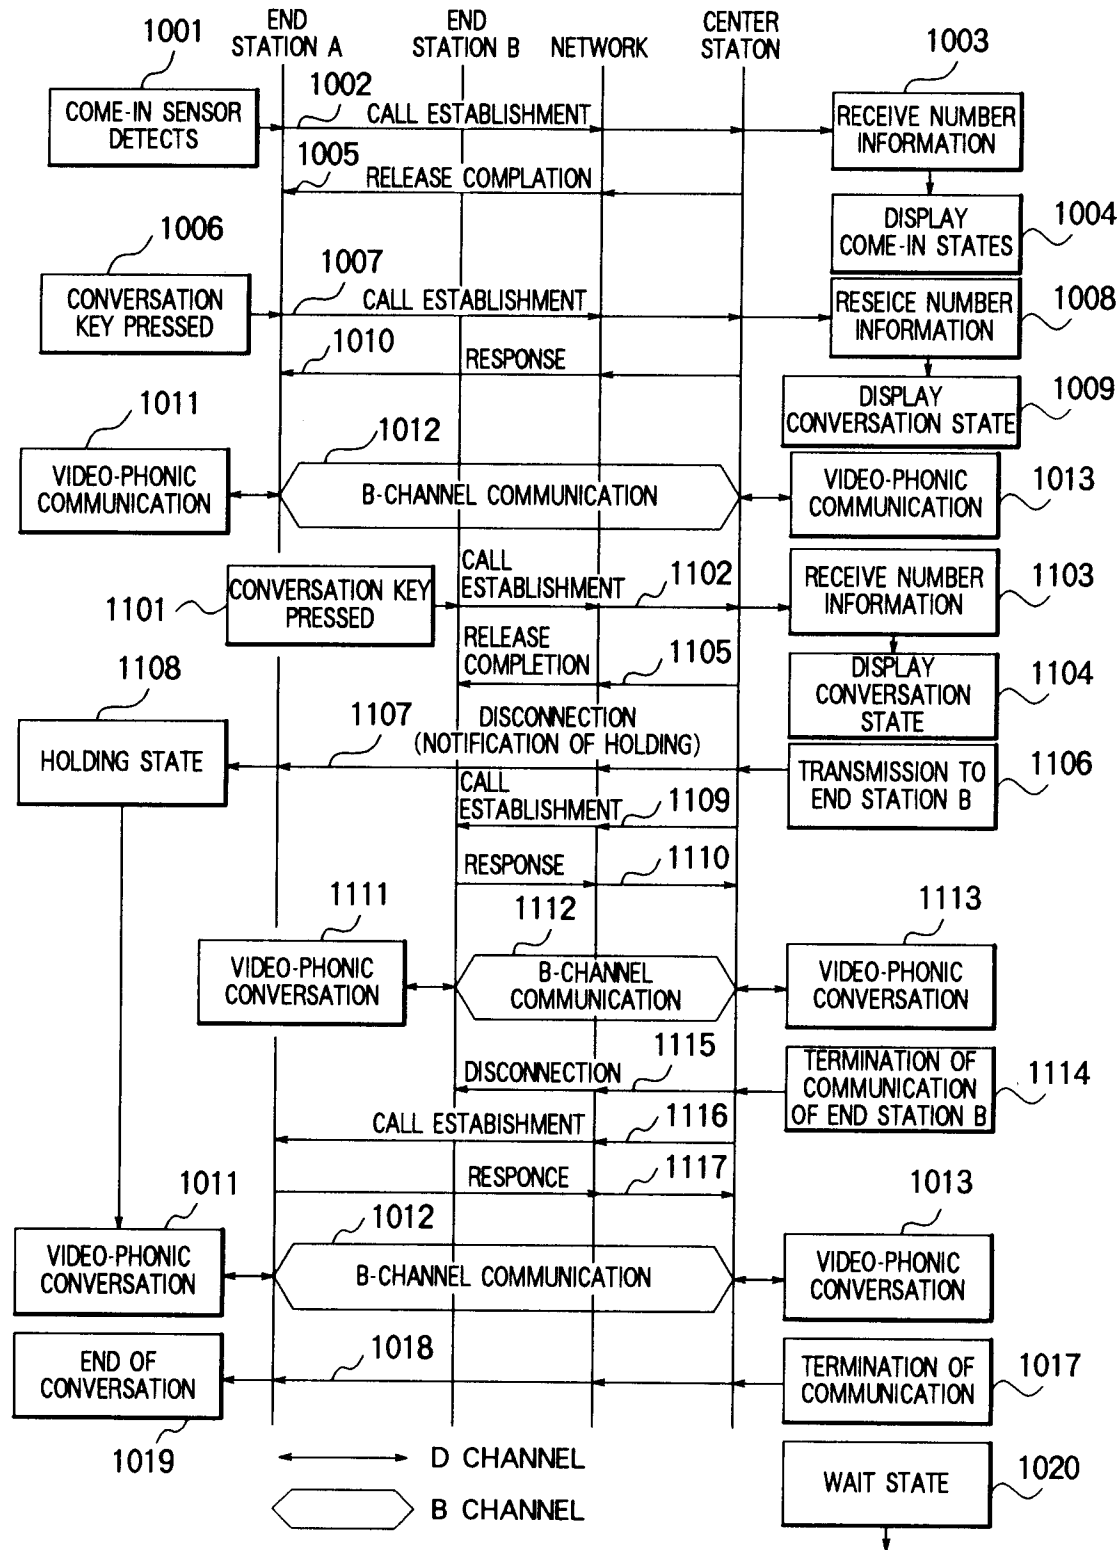 END
STATION A
END
STATION B
NETWORK
CENTER
STATON
1001
COME-IN SENSOR
DETECTS
1002
CALL ESTABLISHMENT
1003
RECEIVE NUMBER
INFORMATION
1005
RELEASE COMPLATION
DISPLAY
COME-IN STATES
1004
1006
CONVERSATION
KEY PRESSED
1007
CALL ESTABLISHMENT
RESEICE NUMBER
INFORMATION
1008
1010
RESPONSE
DISPLAY
CONVERSATION STATE
1009
1011
VIDEO-PHONIC
COMMUNICATION
1012
B-CHANNEL COMMUNICATION
VIDEO-PHONIC
COMMUNICATION
1013
1101
CONVERSATION KEY
PRESSED
CALL
ESTABLISHMENT
1102
RECEIVE NUMBER
INFORMATION
1103
RELEASE
COMPLETION
1105
DISPLAY
CONVERSATION
STATE
1104
1108
HOLDING STATE
1107
DISCONNECTION
(NOTIFICATION OF HOLDING)
TRANSMISSION TO
END STATION B
1106
CALL
ESTABLISHMENT
1109
RESPONSE
1110
1111
VIDEO-PHONIC
CONVERSATION
1112
B-CHANNEL
COMMUNICATION
1113
VIDEO-PHONIC
CONVERSATION
DISCONNECTION
1115
TERMINATION OF
COMMUNICATION
OF END STATION B
1114
CALL ESTABISHMENT
1116
RESPONCE
1117
1011
VIDEO-PHONIC
CONVERSATION
1012
B-CHANNEL COMMUNICATION
1013
VIDEO-PHONIC
CONVERSATION
END OF
CONVERSATION
1019
1018
TERMINATION OF
COMMUNICATION
1017
D CHANNEL
B CHANNEL
WAIT STATE
1020